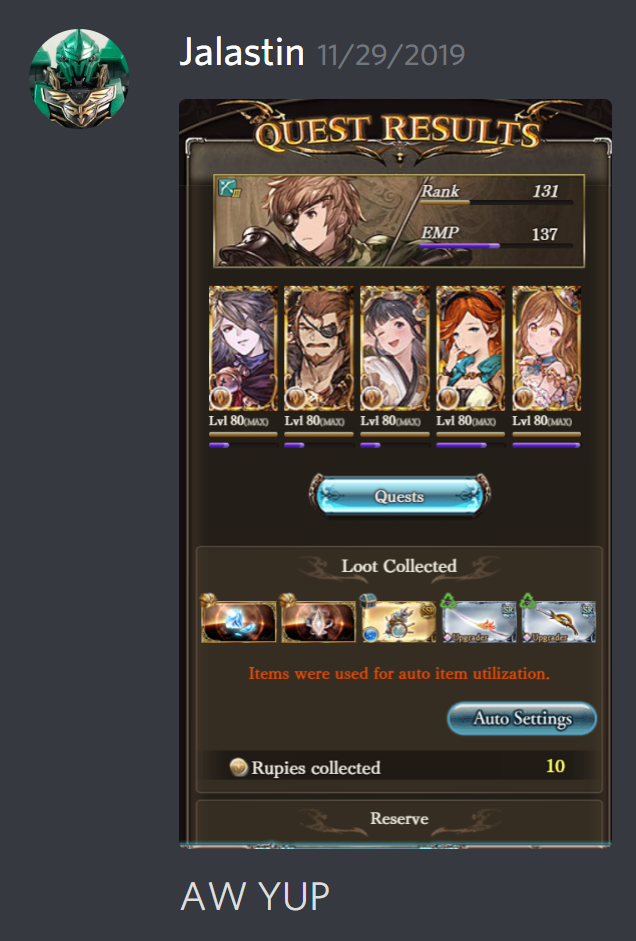 Jalastin 11/29/2019
QUEST RESULTS
Rank 131
EMP 137
Lvl 80(MAX) Lvl 80(MAX) Lvl 80(MAX) Lvl 80(MAX) Lvl 80(MAX)
Quests
Loot Collected
Upgrader Upgrader
Items were used for auto item utilization.
Auto Settings
Rupies collected 10
Reserve
AW YUP